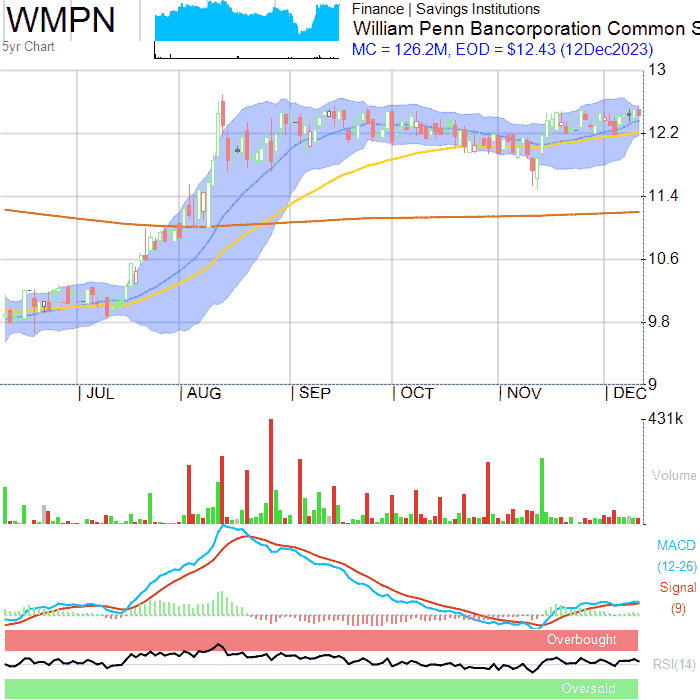 WMPN
5yr Chart
Finance | Savings Institutions
William Penn Bancorporation Common S
MC = 126.2M, EOD = $12.43 (12Dec2023)
13
12.2
11.4
10.6
9.8
9
JUL
AUG
SEP
OCT
NOV
DEC
431k
Volume
MACD
(12-26)
Signal
(9)
Overbought
RSI(14)
Oversold